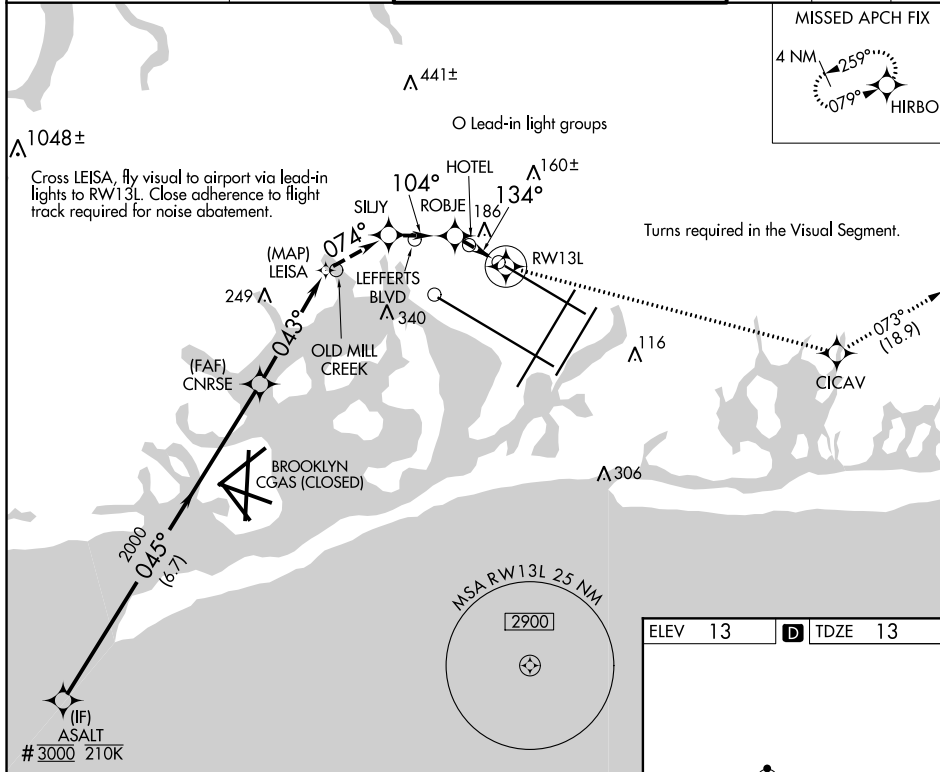 MISSED APCH FIX
4 NM
259°
079°
HIRBO
441±
1048±
O Lead-in light groups
Cross LEISA, fly visual to airport via lead-in
lights to RW13L. Close adherence to flight
track required for noise abatement.
HOTEL
160±
104°
134°
SILJY
ROBJE
186
Turns required in the Visual Segment.
074°
(MAP)
LEISA
RW13L
LEFFERTS
BLVD
249
340
043°
OLD MILL
CREEK
073°
(18.9)
116
(FAF)
CNRSE
CICAV
BROOKLYN
CGAS (CLOSED)
306
2000
045°
(6.7)
MSA RW13L 25 NM
2900
ELEV 13
D
TDZE 13
(IF)
ASALT
# 3000 210K